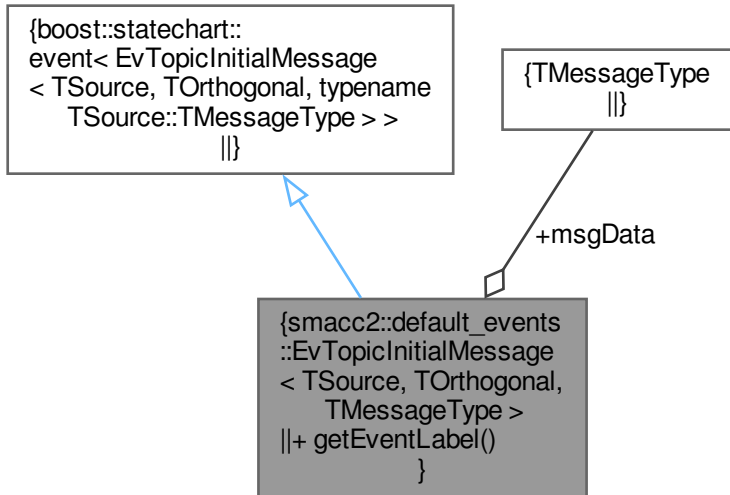 {boost::statechart::
event< EvTopicInitialMessage
< TSource, TOrthogonal, typename
TSource::TMessageType > >
||}
{TMessageType
||}
+msgData
{smacc2::default_events
::EvTopicInitialMessage
< TSource, TOrthogonal,
TMessageType >
||+ getEventLabel()
}